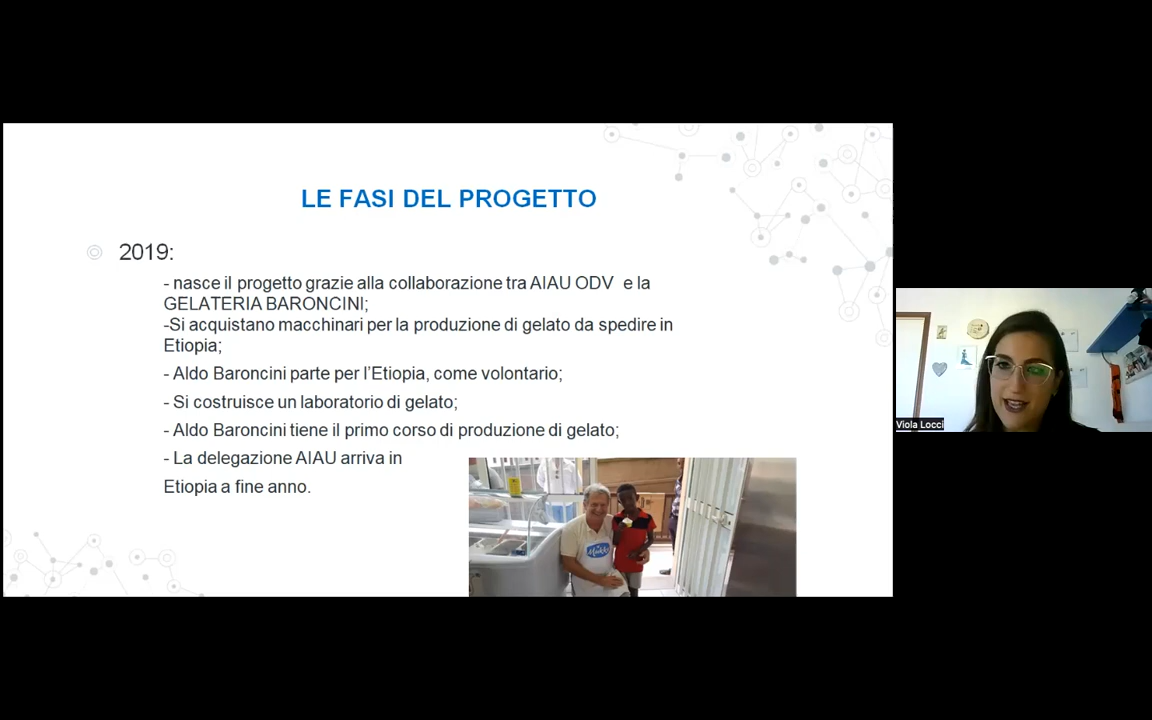 LE FASI DEL PROGETTO
2019:
- nasce il progetto grazie alla collaborazione tra AIAU ODV e la
GELATERIA BARONCINI;
-Si acquistano macchinari per la produzione di gelato da spedire in
Etiopia;
- Aldo Baroncini parte per l’Etiopia, come volontario;
- Si costruisce un laboratorio di gelato;
- Aldo Baroncini tiene il primo corso di produzione di gelato;
- La delegazione AIAU arriva in
Etiopia a fine anno.
Viola Locci